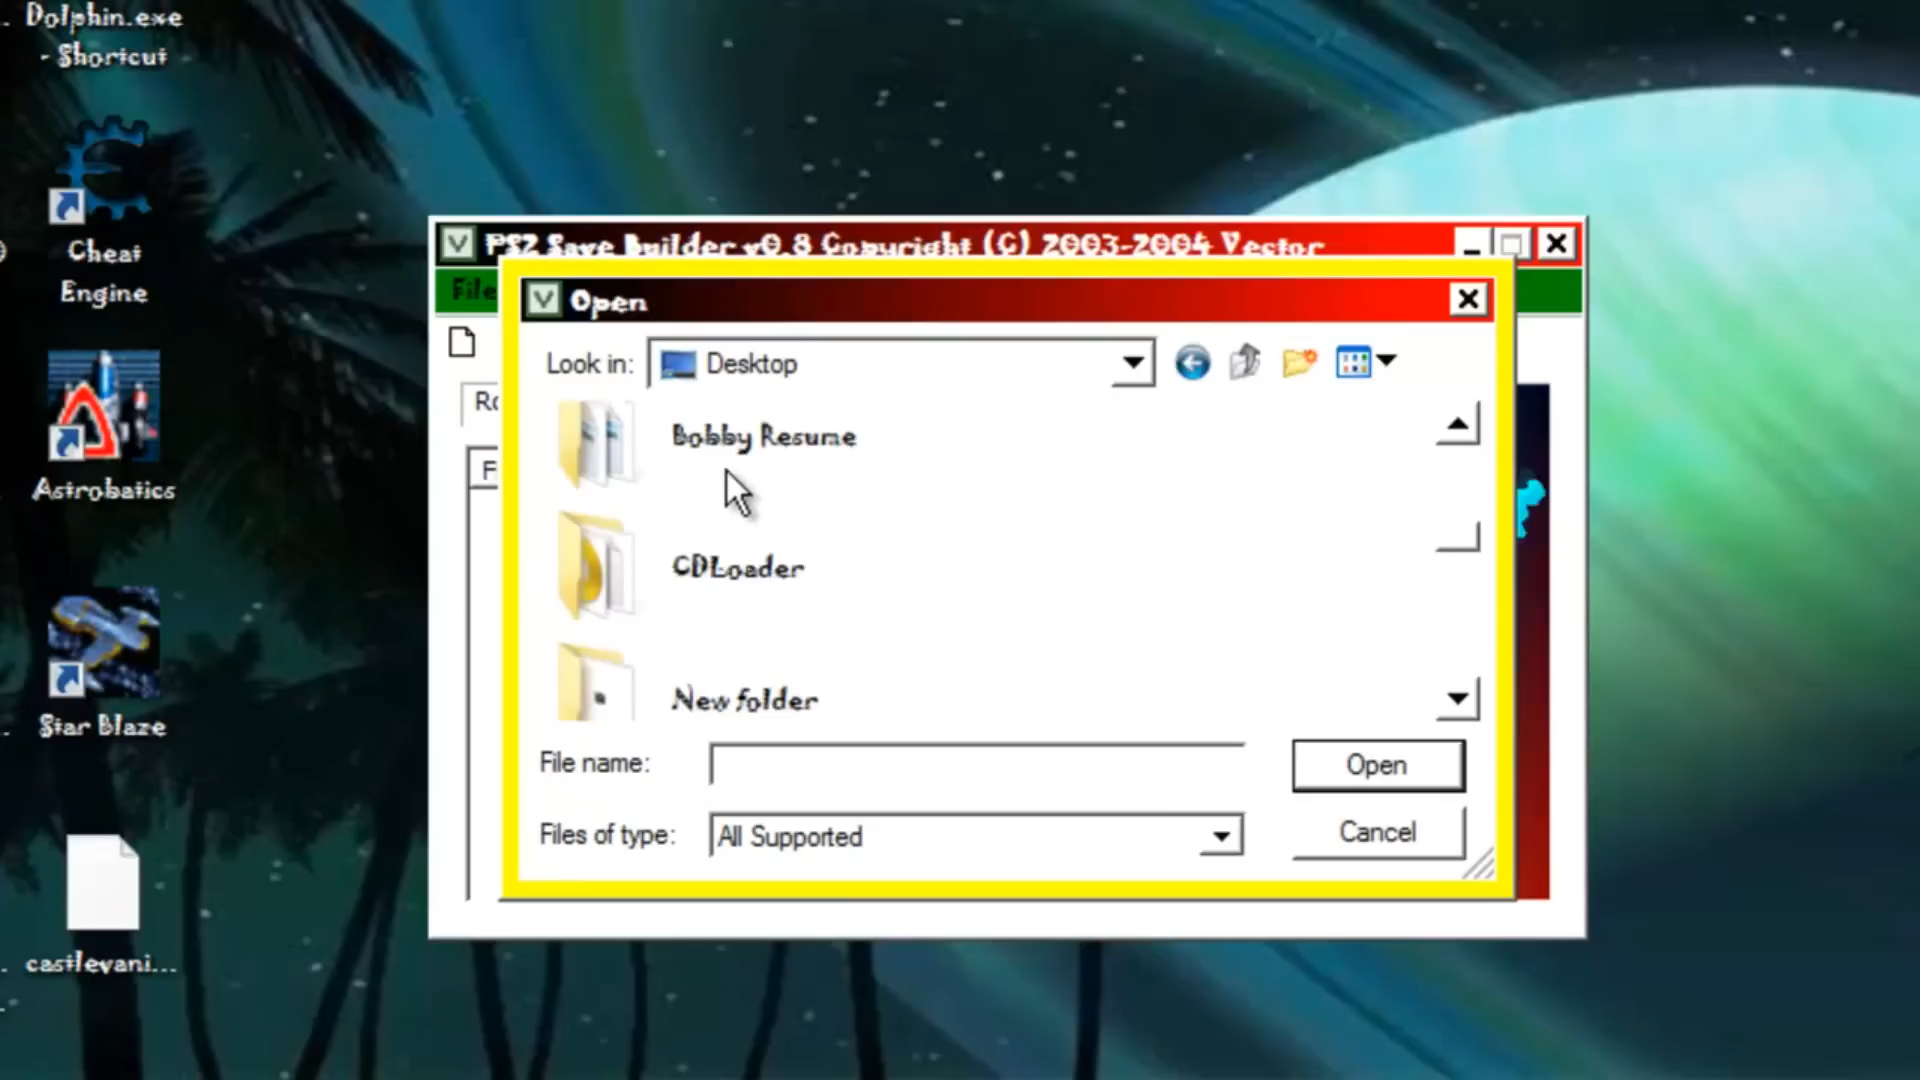 Dolphin.exe
- Shortcut
Cheat
Engine
Astrobatics
Star Blaze
castlevani...
PS2 Save Builder v0.8 Copyright (C) 2003-2004 Vector
File
Open
Look in:
Desktop
Bobby Resume
CDLoader
New folder
File name:
Open
Files of type:
All Supported
Cancel